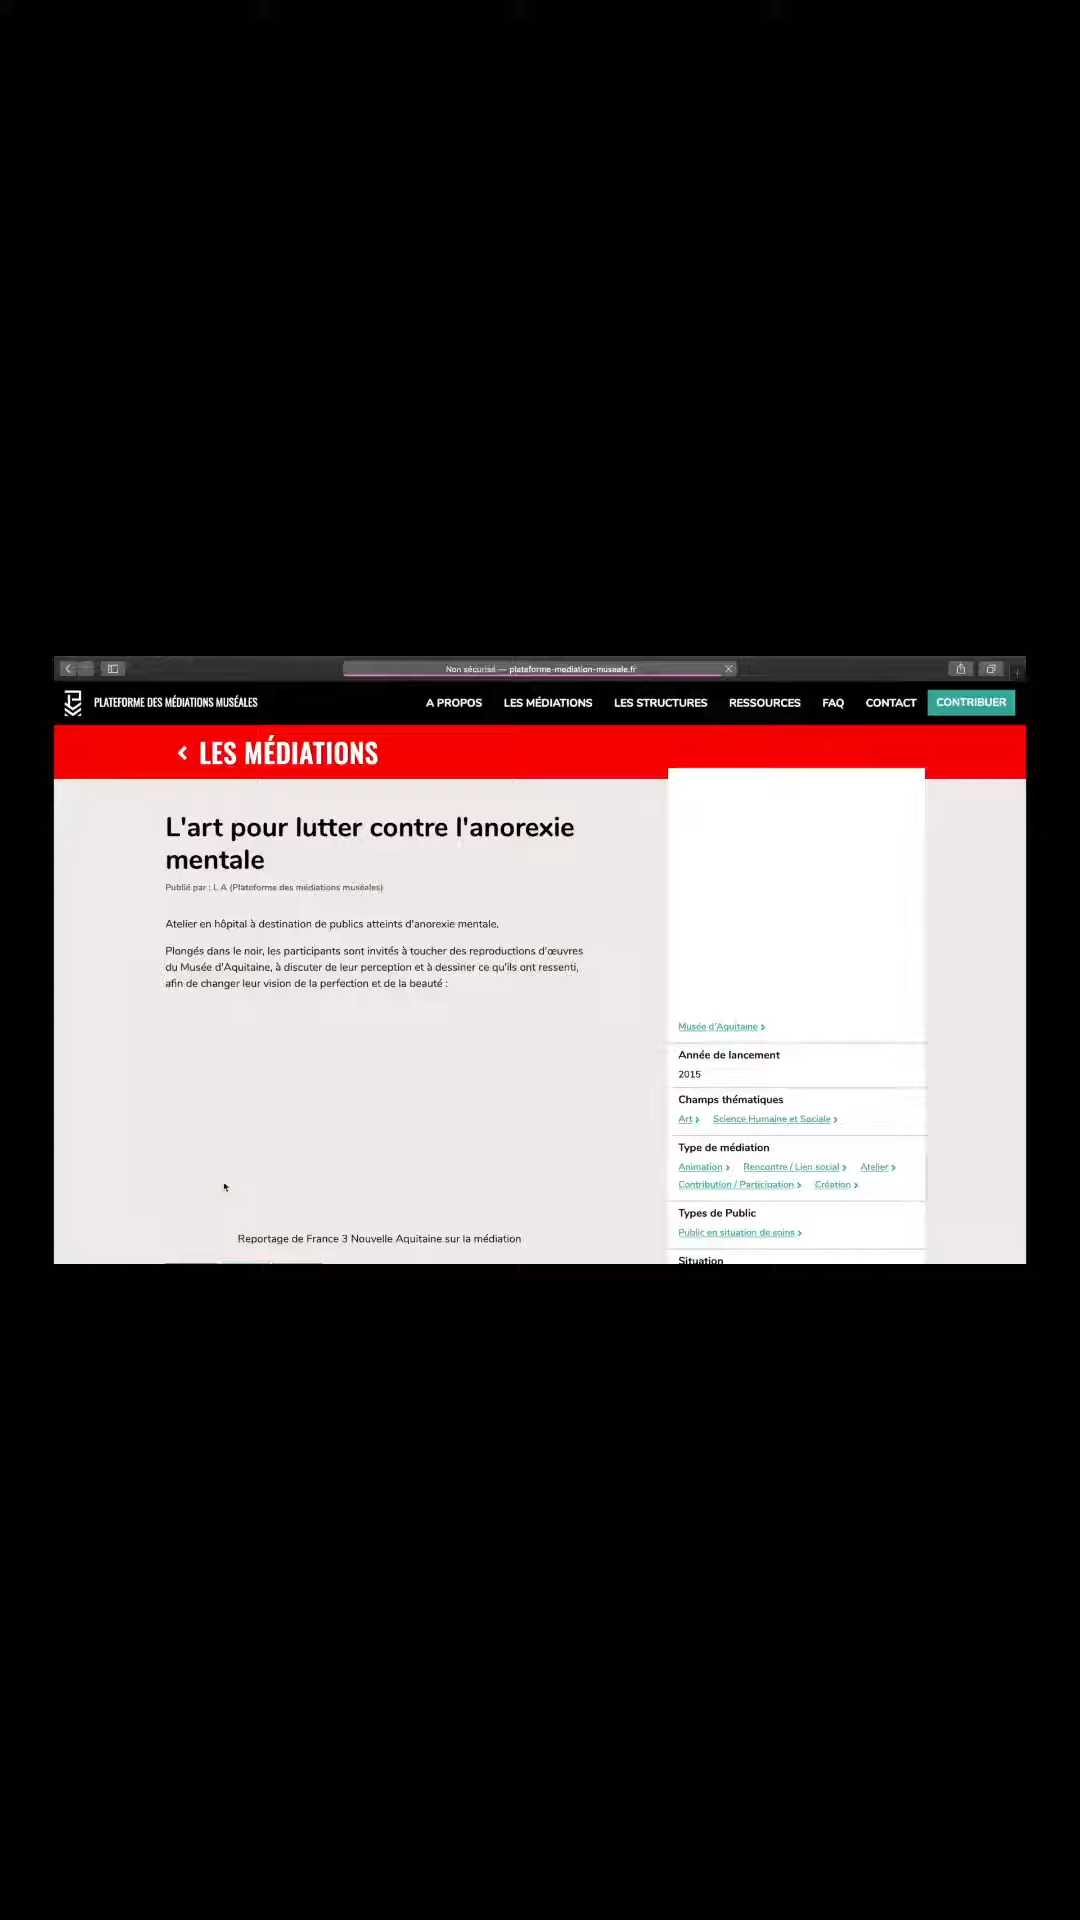 Non sécurisé — plateforme-mediation-museale.fr
PLATEFORME DES MÉDIATIONS MUSÉALES
A PROPOS LES MÉDIATIONS LES STRUCTURES RESSOURCES FAQ CONTACT CONTRIBUER
LES MÉDIATIONS
L'art pour lutter contre l'anorexie
mentale
Publié par : L A (Plateforme des médiations muséales)
Atelier en hôpital à destination de publics atteints d'anorexie mentale.
Plongés dans le noir, les participants sont invités à toucher des reproductions d'œuvres
du Musée d'Aquitaine, à discuter de leur perception et à dessiner ce qu'ils ont ressenti,
afin de changer leur vision de la perfection et de la beauté :
Reportage de France 3 Nouvelle Aquitaine sur la médiation
Musée d'Aquitaine
Année de lancement
2015
Champs thématiques
Art Science Humaine et Sociale
Type de médiation
Animation Rencontre / Lien social Atelier
Contribution / Participation Création
Types de Public
Public en situation de soins
Situation